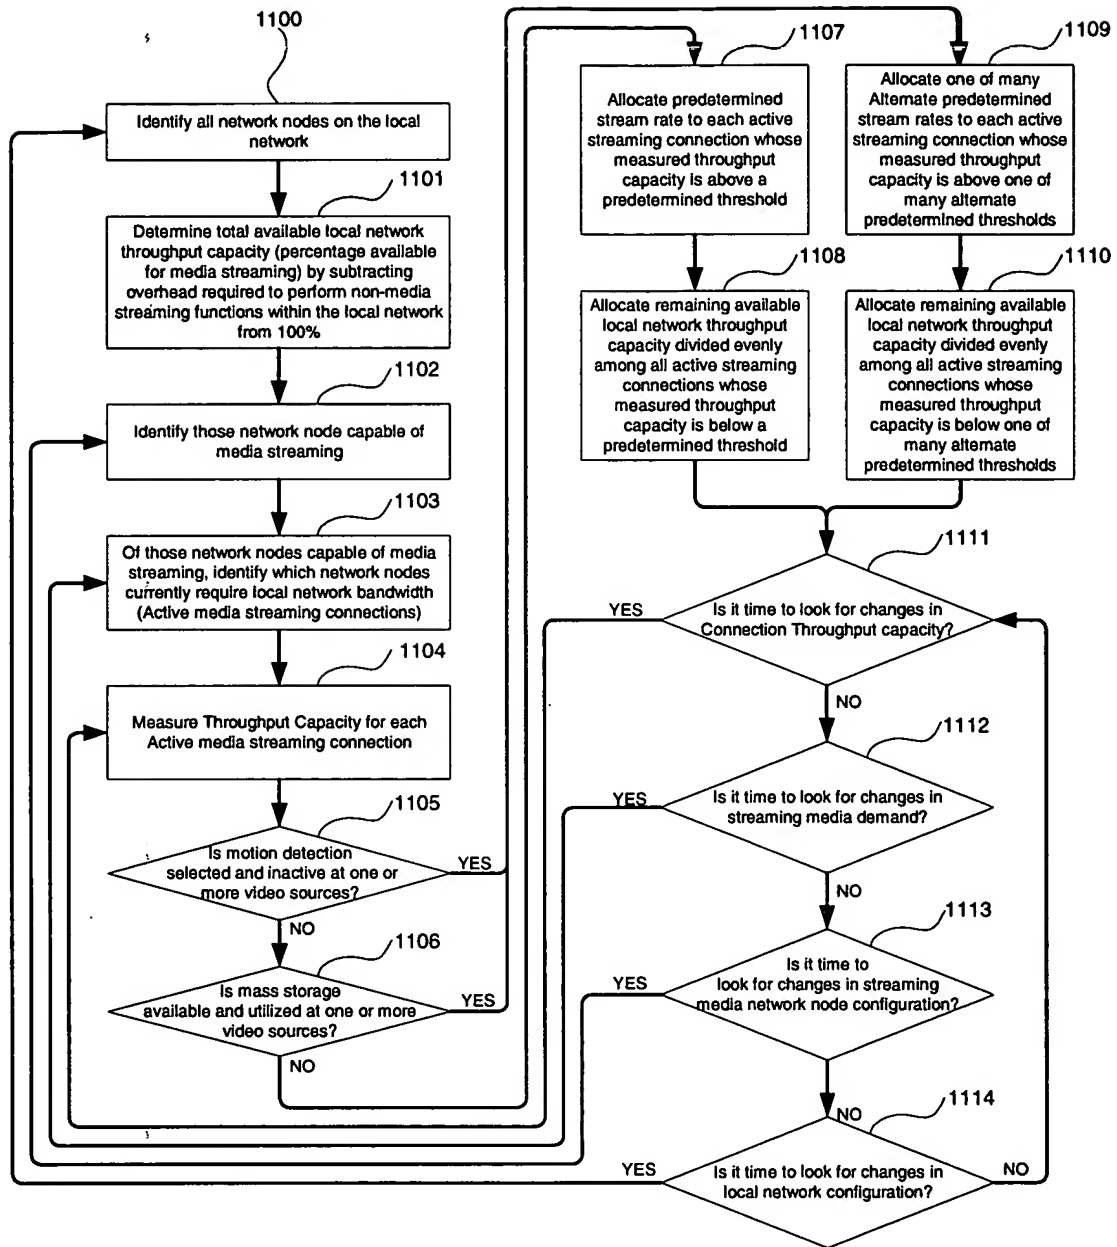 1100
Identify all network nodes on the local
network
1101
Determine total available local network
throughput capacity (percentage available
for media streaming) by subtracting
overhead required to perform non-media
streaming functions within the local network
from 100%
1102
Identify those network node capable of
media streaming
1103
Of those network nodes capable of media
streaming, identify which network nodes
currently require local network bandwidth
(Active media streaming connections)
1104
Measure Throughput Capacity for each
Active media streaming connection
1105
Is motion detection
selected and inactive at one or
more video sources?
YES
NO
1106
Is mass storage
available and utilized at one or more
video sources?
YES
NO
1107
Allocate predetermined
stream rate to each active
streaming connection whose
measured throughput
capacity is above a
predetermined threshold
1108
Allocate remaining available
local network throughput
capacity divided evenly
among all active streaming
connections whose
measured throughput
capacity is below a
predetermined threshold
1109
Allocate one of many
Alternate predetermined
stream rates to each active
streaming connection whose
measured throughput
capacity is above one of
many alternate
predetermined thresholds
1110
Allocate remaining available
local network throughput
capacity divided evenly
among all active streaming
connections whose
measured throughput
capacity is below one of
many alternate
predetermined thresholds
1111
Is it time to look for changes in
Connection Throughput capacity?
YES
NO
1112
Is it time to look for changes in
streaming media demand?
YES
NO
1113
Is it time to
look for changes in streaming
media network node configuration?
YES
NO
1114
Is it time to look for changes in
local network configuration?
YES
NO